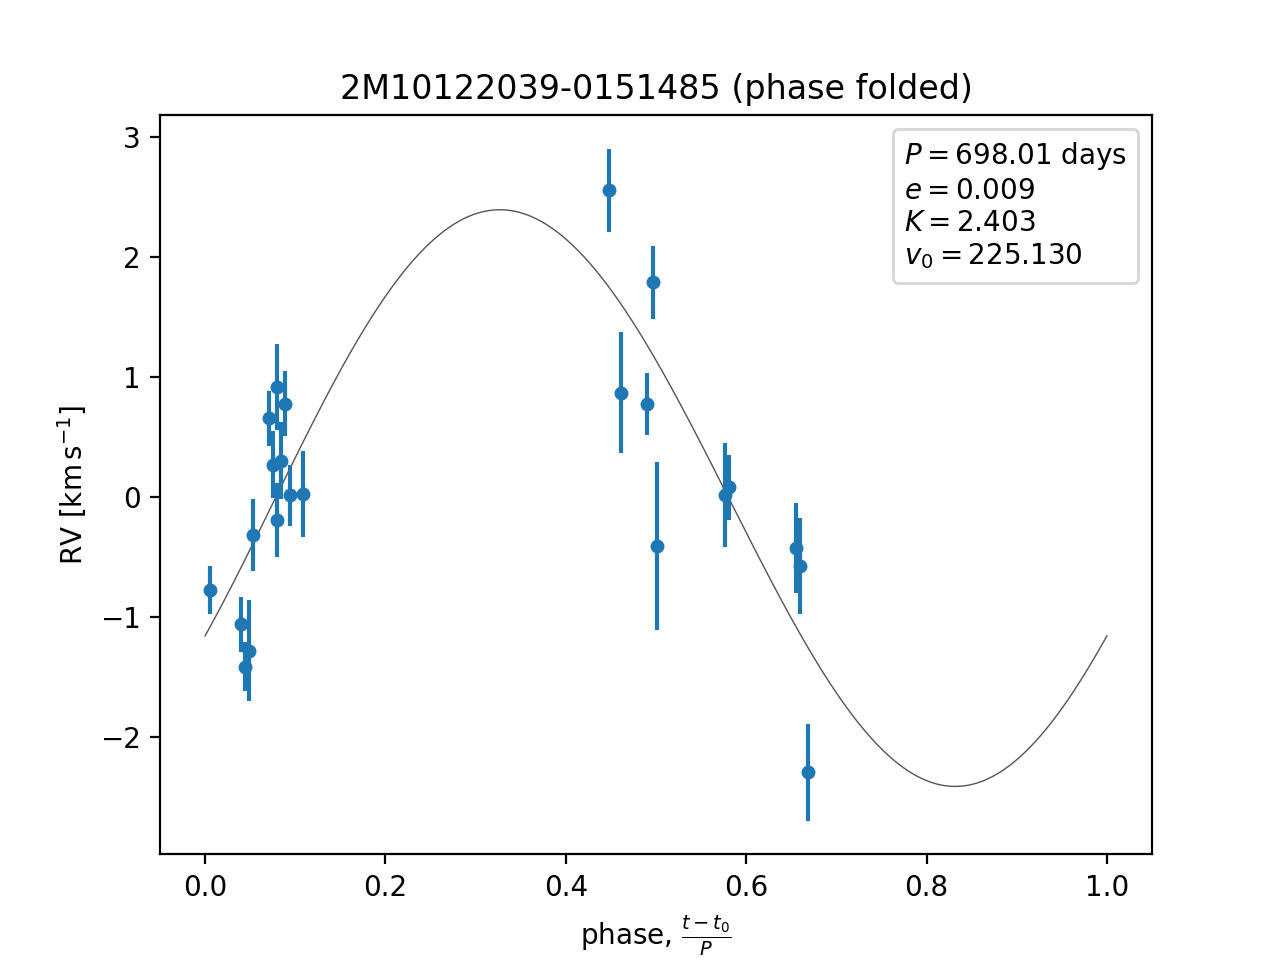 2M10122039-0151485 (phase folded)
P = 698.01 days
e = 0.009
K = 2.403
v₀ = 225.130
3
2
1
0
−1
−2
RV [km s⁻¹]
0.0 0.2 0.4 0.6 0.8 1.0
phase, (t − t₀)/P